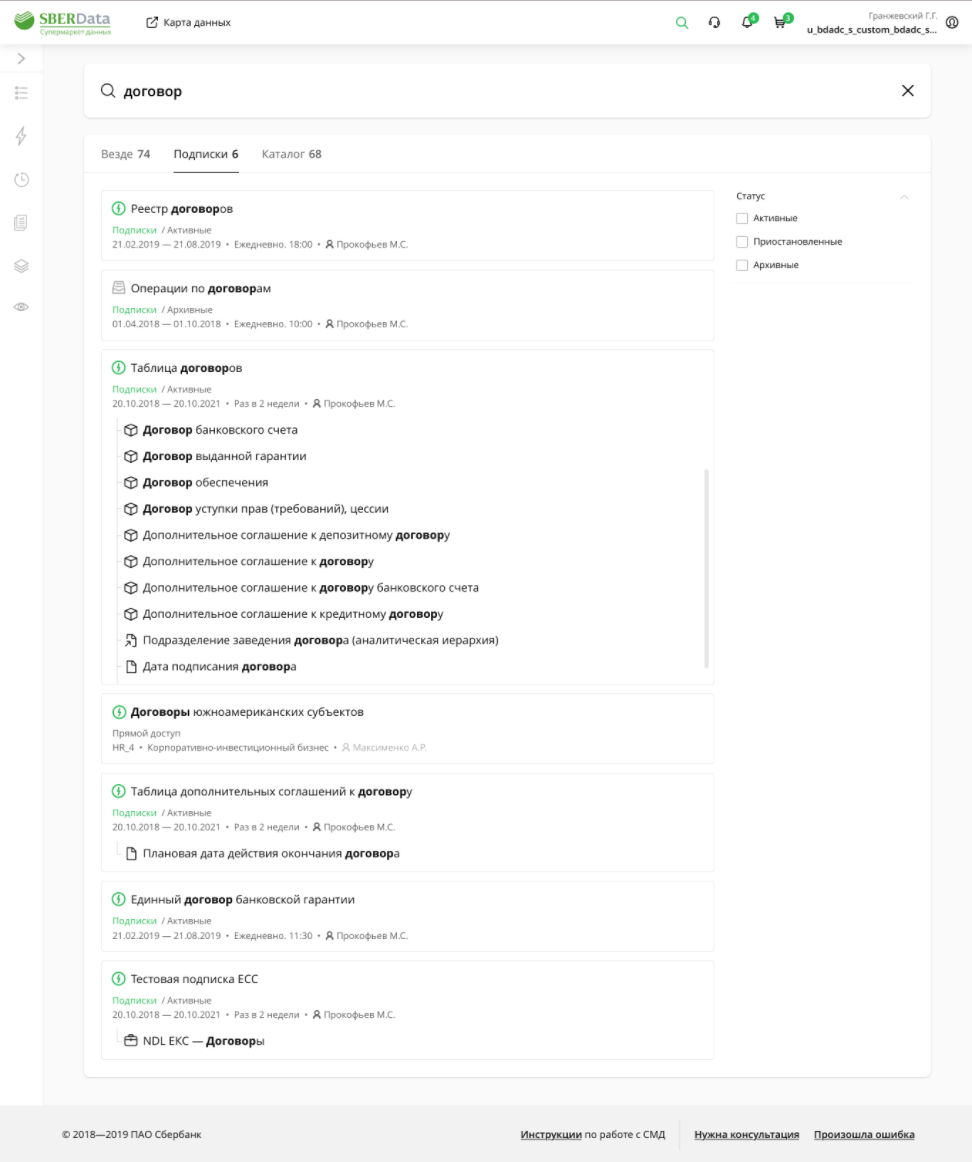 SBERData
Супермаркет данных
Карта данных
4
3
Гранжевский Г.Г.
u_bdadc_s_custom_bdadc_s...
договор
Везде 74 Подписки 6 Каталог 68
Реестр договоров
Подписки / Активные
21.02.2019 — 21.08.2019 • Ежедневно. 18:00 • Прокофьев М.С.
Операции по договорам
Подписки / Архивные
01.04.2018 — 01.10.2018 • Ежедневно. 10:00 • Прокофьев М.С.
Таблица договоров
Подписки / Активные
20.10.2018 — 20.10.2021 • Раз в 2 недели • Прокофьев М.С.
Договор банковского счета
Договор выданной гарантии
Договор обеспечения
Договор уступки прав (требований), цессии
Дополнительное соглашение к депозитному договору
Дополнительное соглашение к договору
Дополнительное соглашение к договору банковского счета
Дополнительное соглашение к кредитному договору
Подразделение заведения договора (аналитическая иерархия)
Дата подписания договора
Договоры южноамериканских субъектов
Прямой доступ
HR_4 • Корпоративно-инвестиционный бизнес • Максименко А.Р.
Таблица дополнительных соглашений к договору
Подписки / Активные
20.10.2018 — 20.10.2021 • Раз в 2 недели • Прокофьев М.С.
Плановая дата действия окончания договора
Единый договор банковской гарантии
Подписки / Активные
21.02.2019 — 21.08.2019 • Ежедневно. 11:30 • Прокофьев М.С.
Тестовая подписка ЕСС
Подписки / Активные
20.10.2018 — 20.10.2021 • Раз в 2 недели • Прокофьев М.С.
NDL ЕКС — Договоры
Статус
Активные
Приостановленные
Архивные
© 2018—2019 ПАО Сбербанк
Инструкции по работе с СМД
Нужна консультация
Произошла ошибка